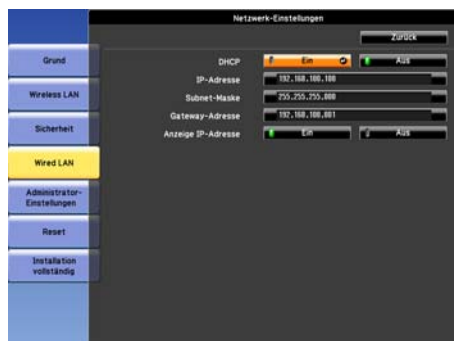 Netzwerk-Einstellungen
Zurück
Grund
Wireless LAN
Sicherheit
Wired LAN
Administrator-
Einstellungen
Reset
Installation
vollständig
DHCP Ein Aus
IP-Adresse 192.168.100.100
Subnet-Maske 255.255.255.000
Gateway-Adresse 192.168.100.001
Anzeige IP-Adresse Ein Aus